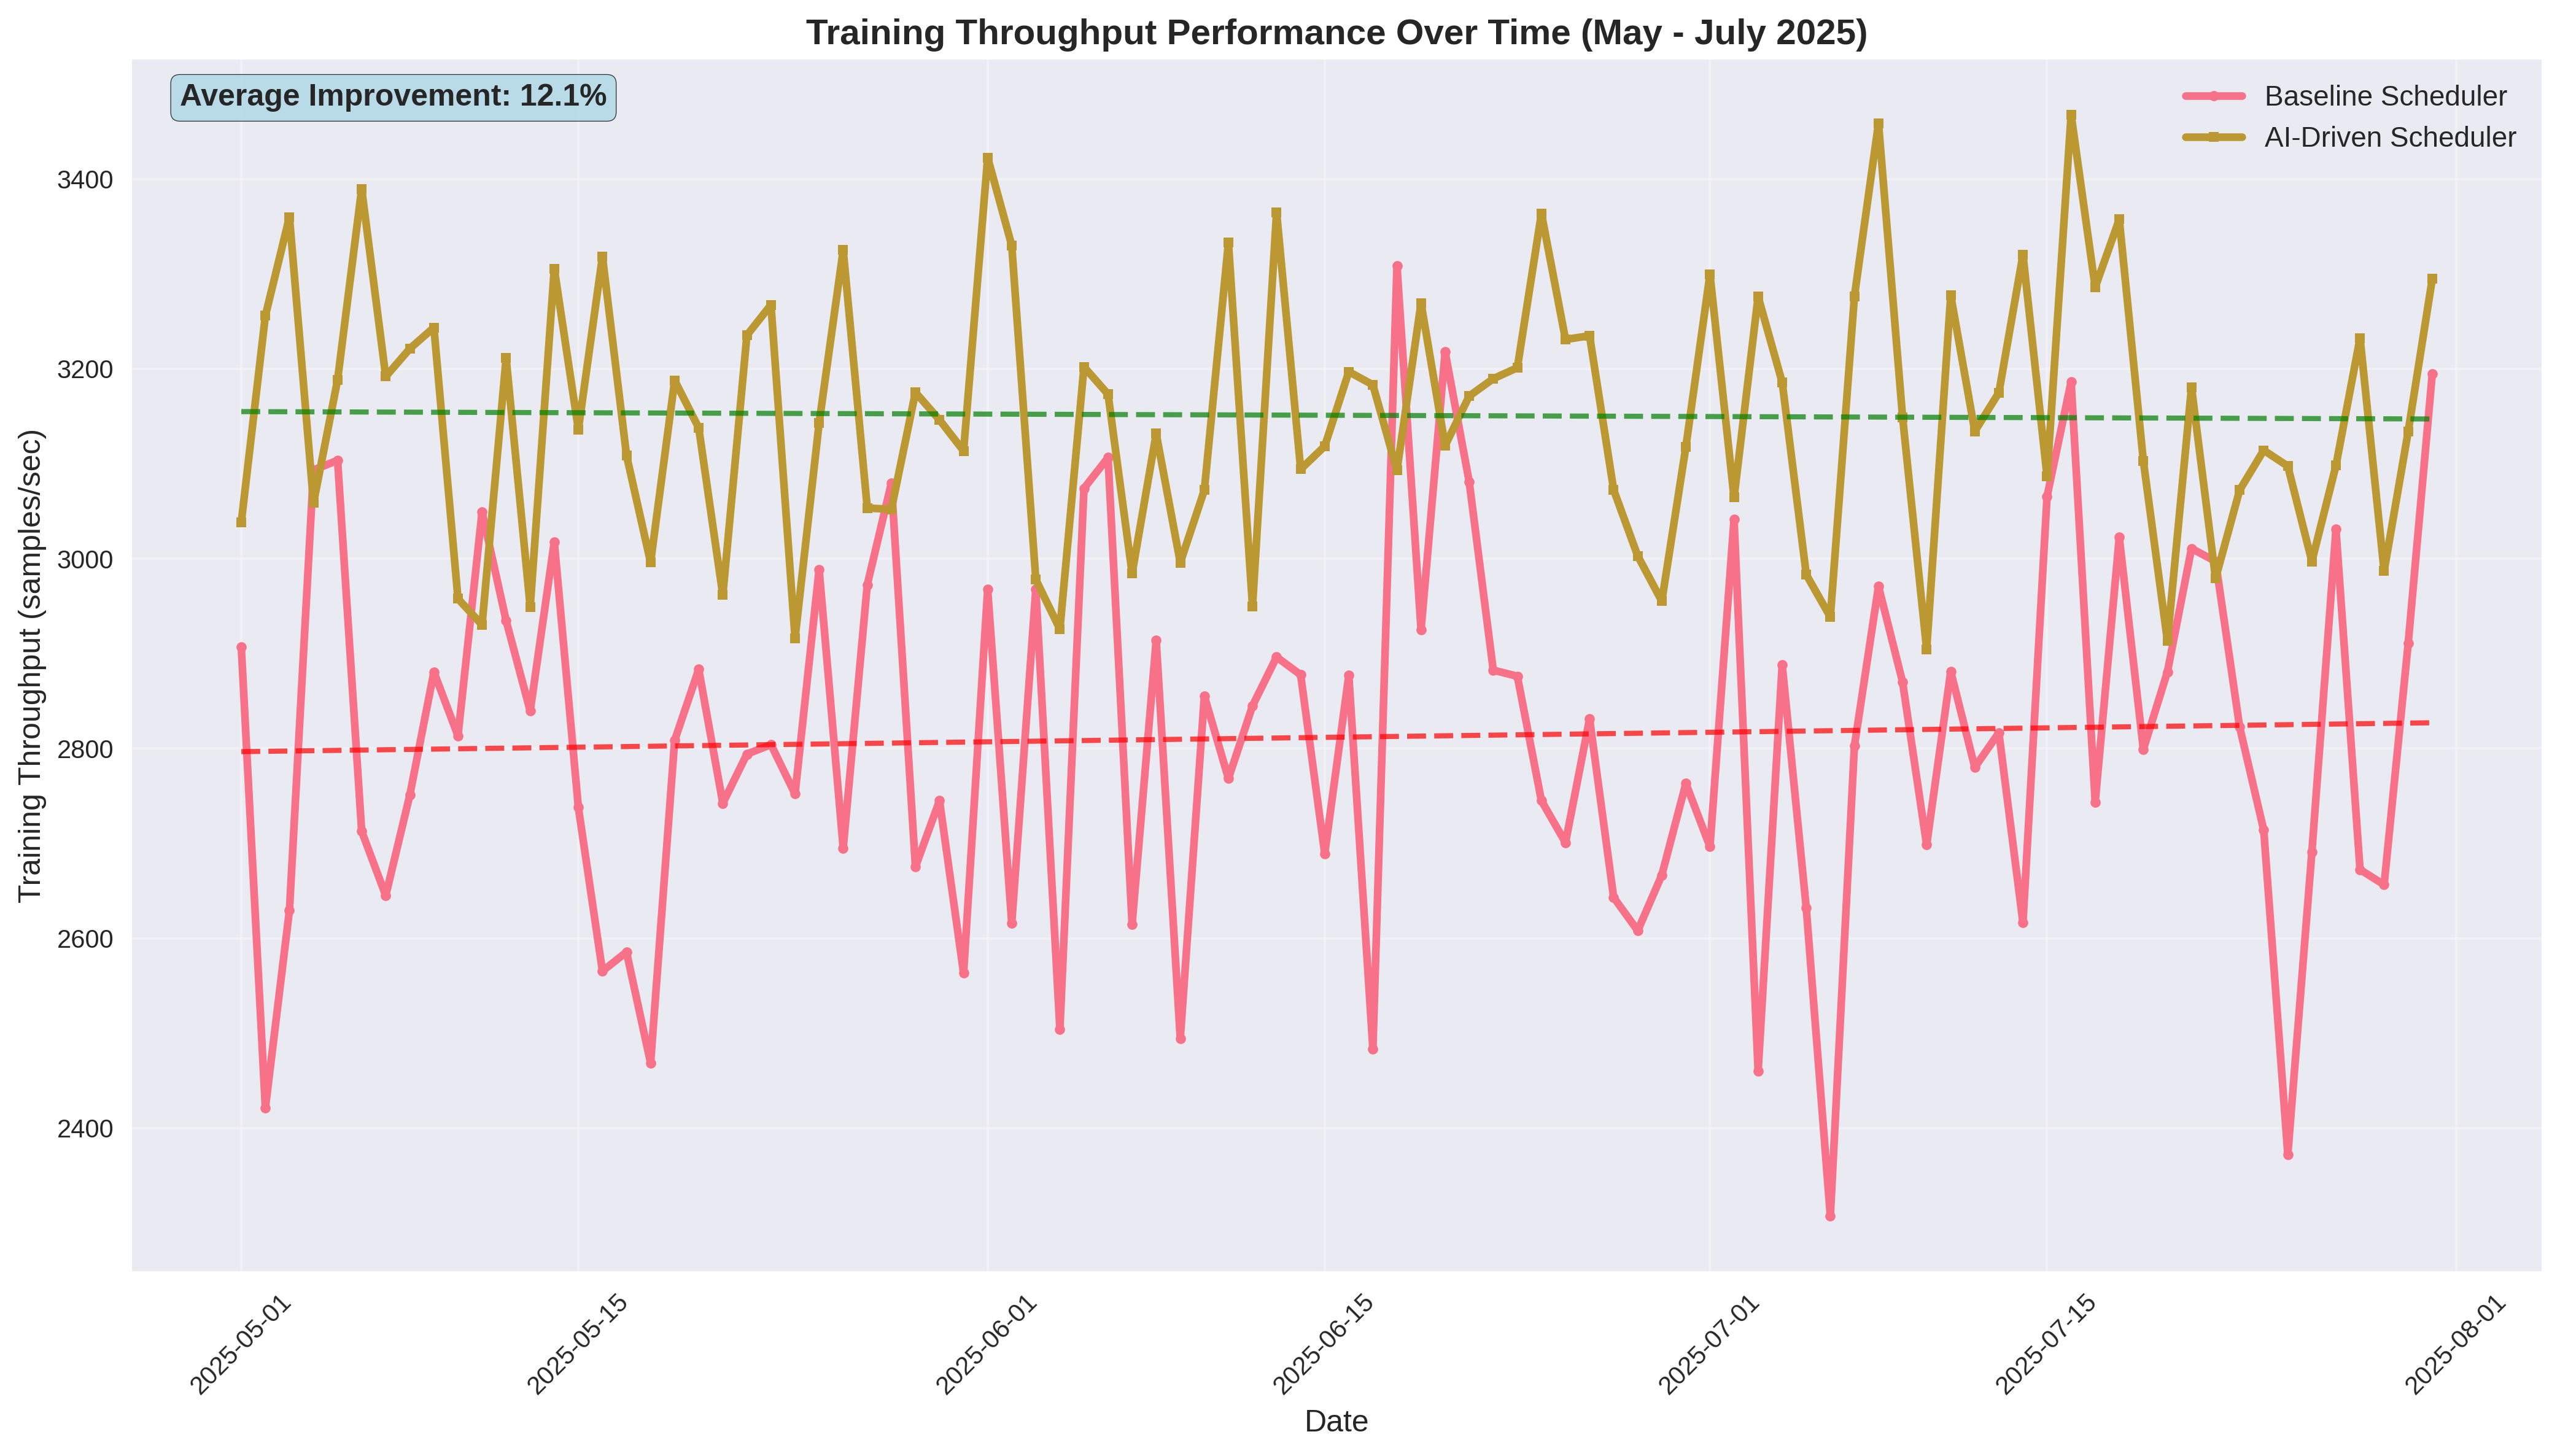 Training Throughput Performance Over Time (May - July 2025)
Average Improvement: 12.1%
Baseline Scheduler
AI-Driven Scheduler
Training Throughput (samples/sec)
3400
3200
3000
2800
2600
2400
2025-05-01
2025-05-15
2025-06-01
2025-06-15
2025-07-01
2025-07-15
2025-08-01
Date